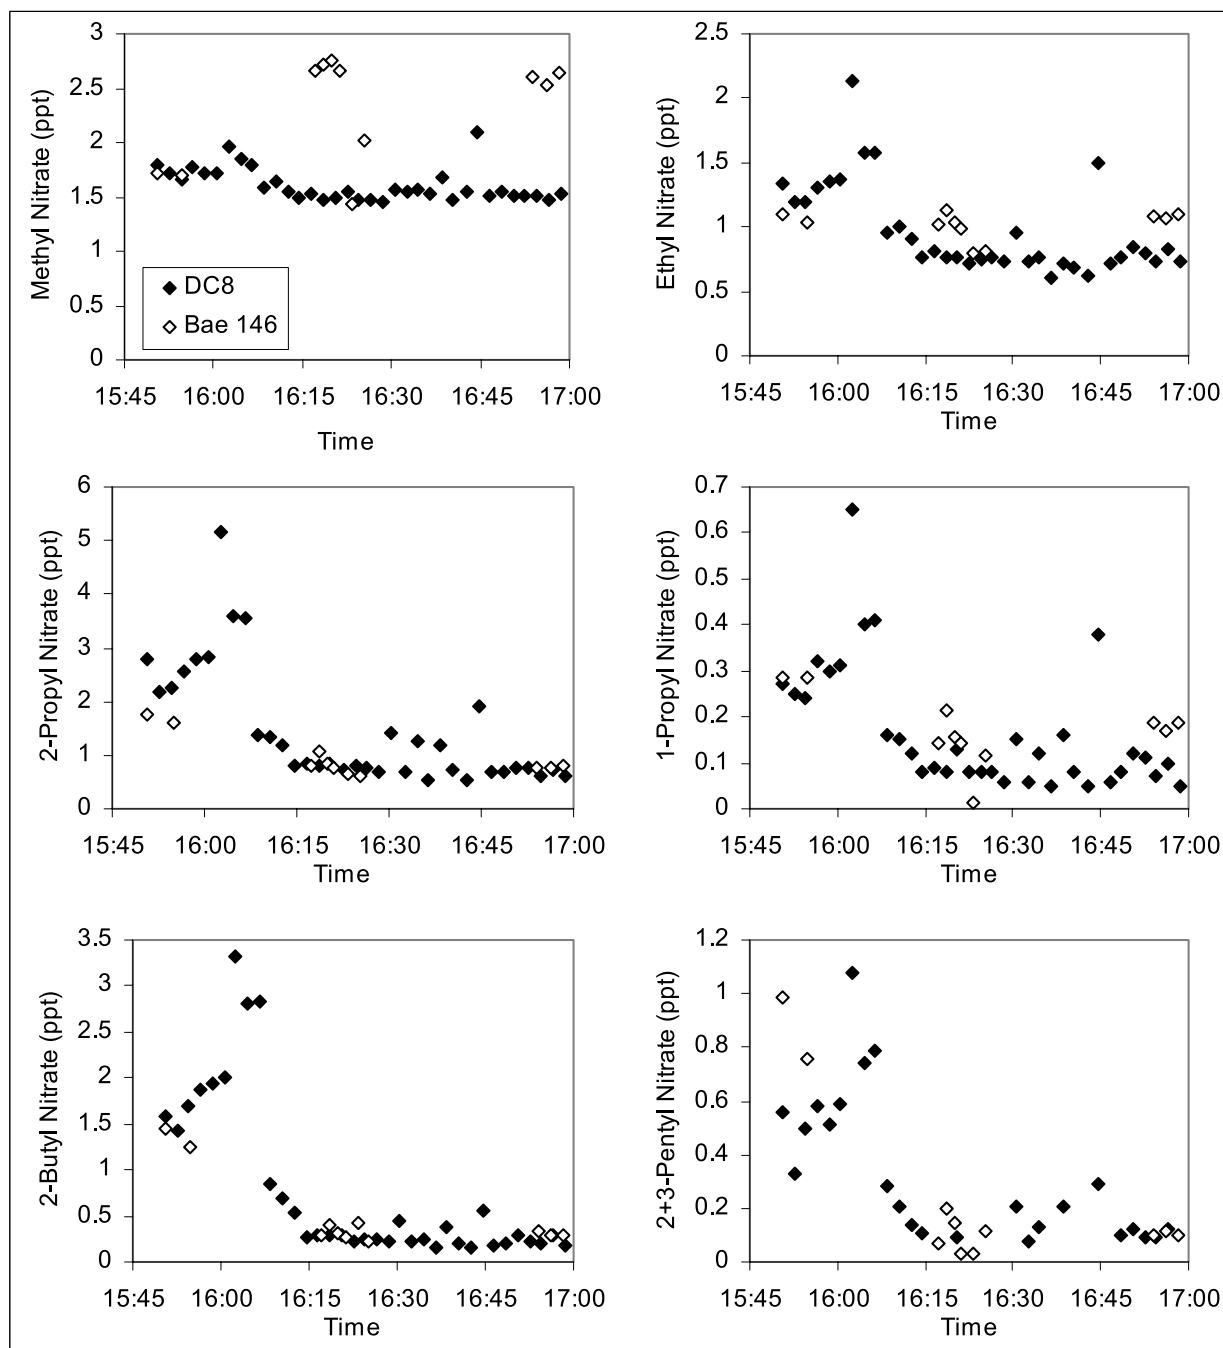 Methyl Nitrate (ppt)
3
2.5
2
1.5
1
0.5
0
DC8
Bae 146
15:45 16:00 16:15 16:30 16:45 17:00
Time
Ethyl Nitrate (ppt)
2.5
2
1.5
1
0.5
0
15:45 16:00 16:15 16:30 16:45 17:00
Time
2-Propyl Nitrate (ppt)
6
5
4
3
2
1
0
15:45 16:00 16:15 16:30 16:45 17:00
Time
1-Propyl Nitrate (ppt)
0.7
0.6
0.5
0.4
0.3
0.2
0.1
0
15:45 16:00 16:15 16:30 16:45 17:00
Time
2-Butyl Nitrate (ppt)
3.5
3
2.5
2
1.5
1
0.5
0
15:45 16:00 16:15 16:30 16:45 17:00
Time
2+3-Pentyl Nitrate (ppt)
1.2
1
0.8
0.6
0.4
0.2
0
15:45 16:00 16:15 16:30 16:45 17:00
Time